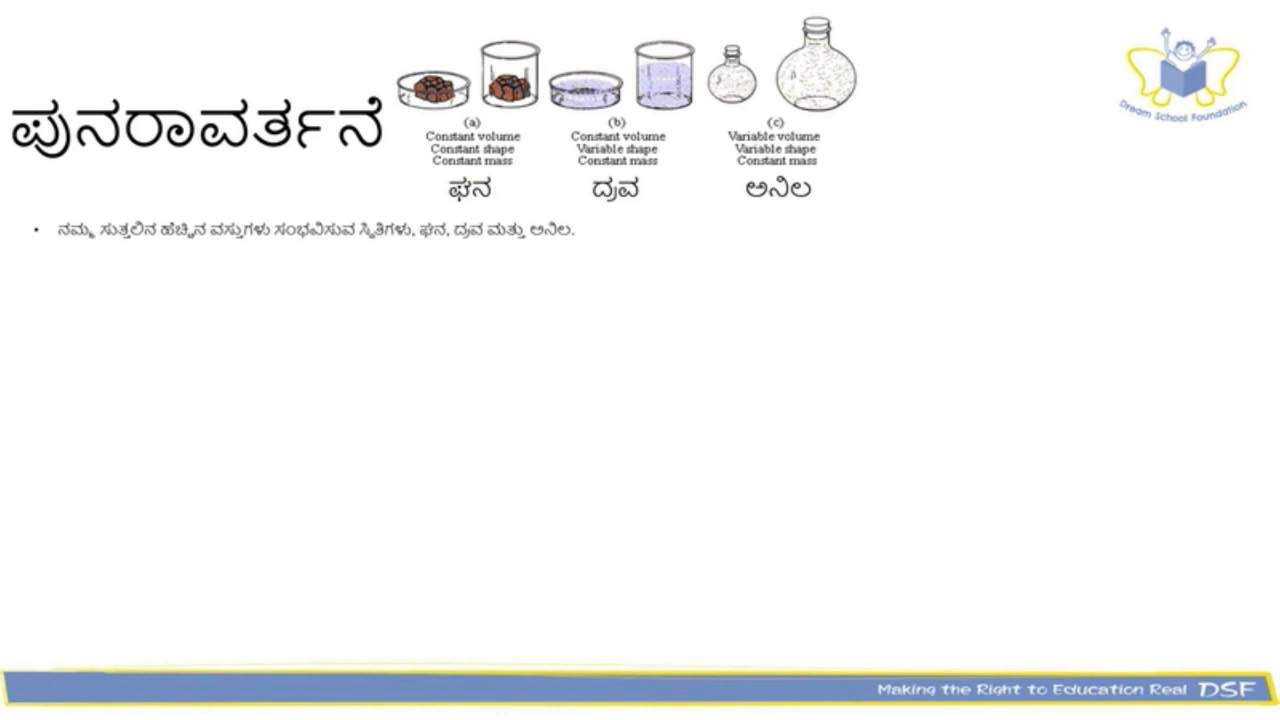 ಪುನರಾವರ್ತನೆ
(a)
Constant volume
Constant shape
Constant mass
ಘನ
(b)
Constant volume
Variable shape
Constant mass
ದ್ರವ
(c)
Variable volume
Variable shape
Constant mass
ಅನಿಲ
Dream School Foundation
• ನಮ್ಮ ಸುತ್ತಲಿನ ಹೆಚ್ಚಿನ ವಸ್ತುಗಳು ಸಂಭವಿಸುವ ಸ್ಥಿತಿಗಳು, ಘನ, ದ್ರವ ಮತ್ತು ಅನಿಲ.
Making the Right to Education Real DSF